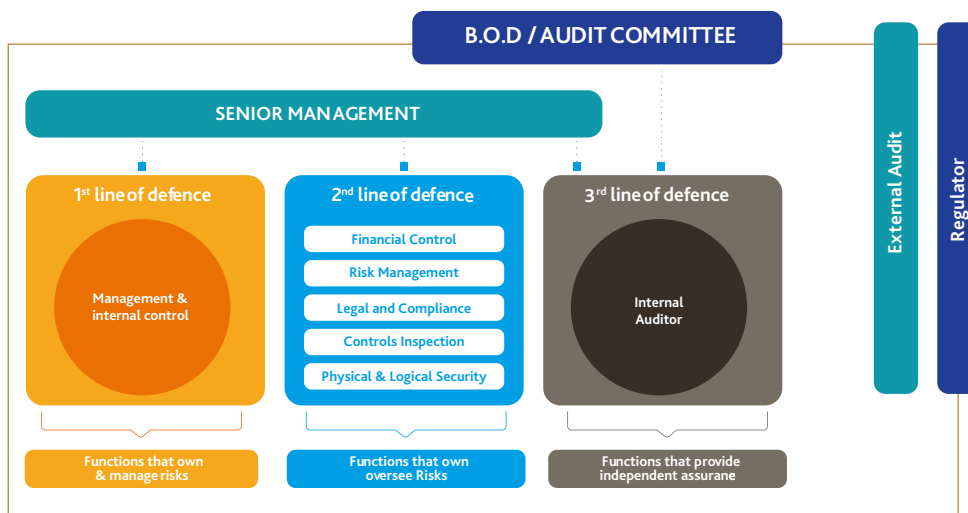 B.O.D / AUDIT COMMITTEE
SENIOR MANAGEMENT
1st line of defence
Management &
internal control
Functions that own
& manage risks
2nd line of defence
Financial Control
Risk Management
Legal and Compliance
Controls Inspection
Physical & Logical Security
Functions that own
oversee Risks
3rd line of defence
Internal
Auditor
Functions that provide
independent assurane
External Audit
Regulator